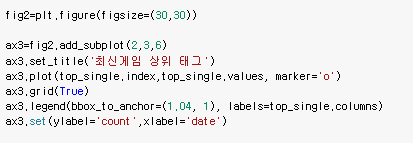 fig2=plt.figure(figsize=(30,30))
ax3=fig2.add_subplot(2,3,6)
ax3.set_title('최신게임 상위 태그')
ax3.plot(top_single.index,top_single.values, marker='o')
ax3.grid(True)
ax3.legend(bbox_to_anchor=(1.04, 1), labels=top_single.columns)
ax3.set(ylabel='count',xlabel='date')